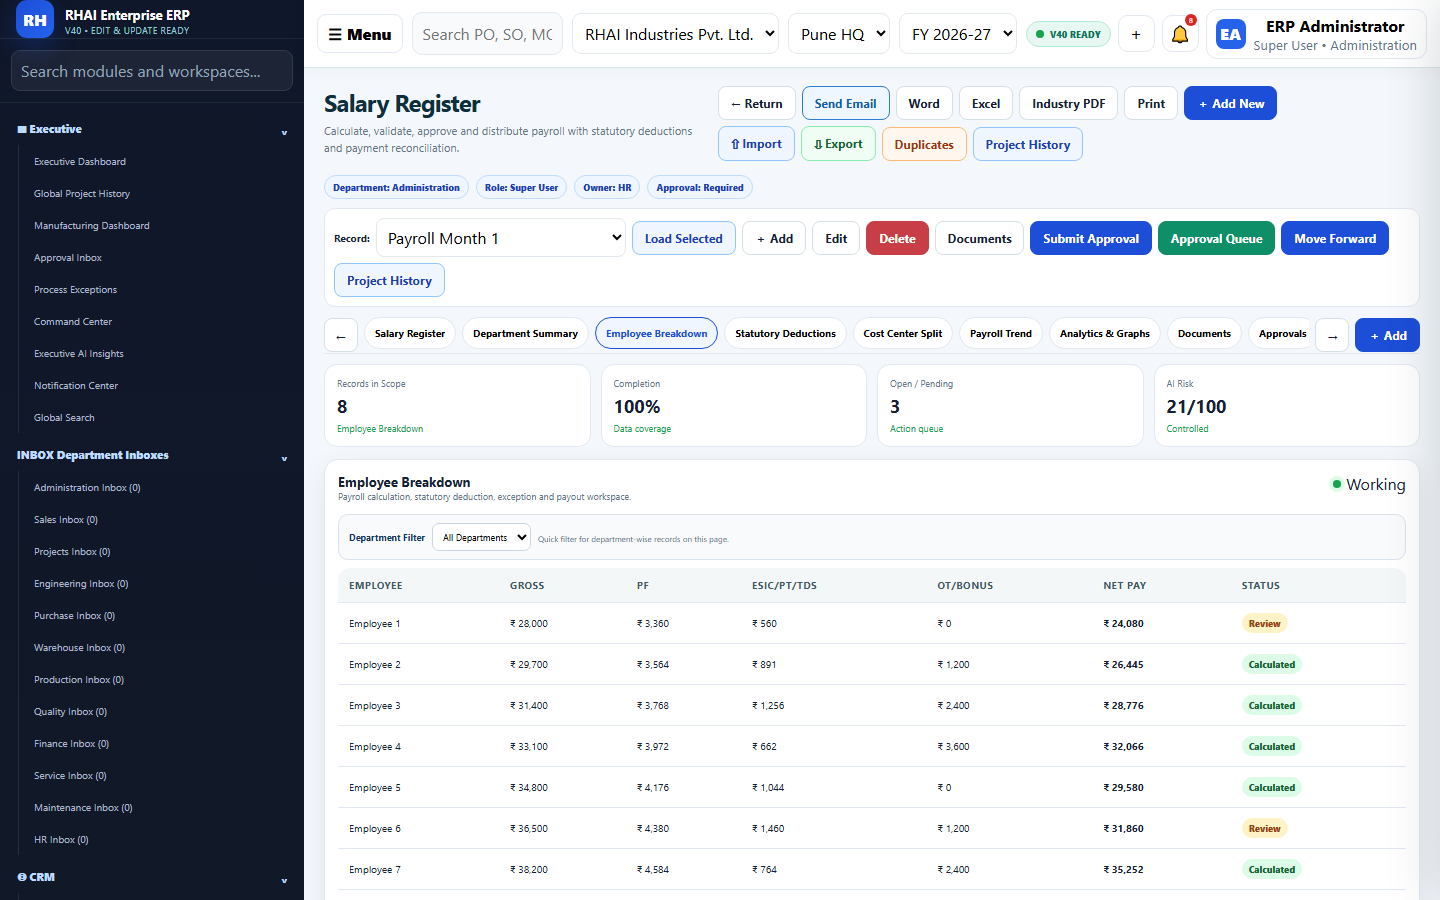 RH
RHAI Enterprise ERP
V40 • EDIT & UPDATE READY
Search modules and workspaces...
Executive
Executive Dashboard
Global Project History
Manufacturing Dashboard
Approval Inbox
Process Exceptions
Command Center
Executive AI Insights
Notification Center
Global Search
INBOX Department Inboxes
Administration Inbox (0)
Sales Inbox (0)
Projects Inbox (0)
Engineering Inbox (0)
Purchase Inbox (0)
Warehouse Inbox (0)
Production Inbox (0)
Quality Inbox (0)
Finance Inbox (0)
Service Inbox (0)
Maintenance Inbox (0)
HR Inbox (0)
CRM
☰ Menu
Search PO, SO, MO
RHAI Industries Pvt. Ltd.
Pune HQ
FY 2026-27
V40 READY
+
8
EA
ERP Administrator
Super User • Administration
Salary Register
Calculate, validate, approve and distribute payroll with statutory deductions
and payment reconciliation.
← Return
Send Email
Word
Excel
Industry PDF
Print
+ Add New
⇧ Import
⇩ Export
Duplicates
Project History
Department: Administration
Role: Super User
Owner: HR
Approval: Required
Record:
Payroll Month 1
Load Selected
+ Add
Edit
Delete
Documents
Submit Approval
Approval Queue
Move Forward
Project History
←
Salary Register
Department Summary
Employee Breakdown
Statutory Deductions
Cost Center Split
Payroll Trend
Analytics & Graphs
Documents
Approvals
→
+ Add
Records in Scope
8
Employee Breakdown
Completion
100%
Data coverage
Open / Pending
3
Action queue
AI Risk
21/100
Controlled
Employee Breakdown
Payroll calculation, statutory deduction, exception and payout workspace.
Working
Department Filter
All Departments
Quick filter for department-wise records on this page.
EMPLOYEE GROSS PF ESIC/PT/TDS OT/BONUS NET PAY STATUS
Employee 1 ₹ 28,000 ₹ 3,360 ₹ 560 ₹ 0 ₹ 24,080 Review
Employee 2 ₹ 29,700 ₹ 3,564 ₹ 891 ₹ 1,200 ₹ 26,445 Calculated
Employee 3 ₹ 31,400 ₹ 3,768 ₹ 1,256 ₹ 2,400 ₹ 28,776 Calculated
Employee 4 ₹ 33,100 ₹ 3,972 ₹ 662 ₹ 3,600 ₹ 32,066 Calculated
Employee 5 ₹ 34,800 ₹ 4,176 ₹ 1,044 ₹ 0 ₹ 29,580 Calculated
Employee 6 ₹ 36,500 ₹ 4,380 ₹ 1,460 ₹ 1,200 ₹ 31,860 Review
Employee 7 ₹ 38,200 ₹ 4,584 ₹ 764 ₹ 2,400 ₹ 35,252 Calculated